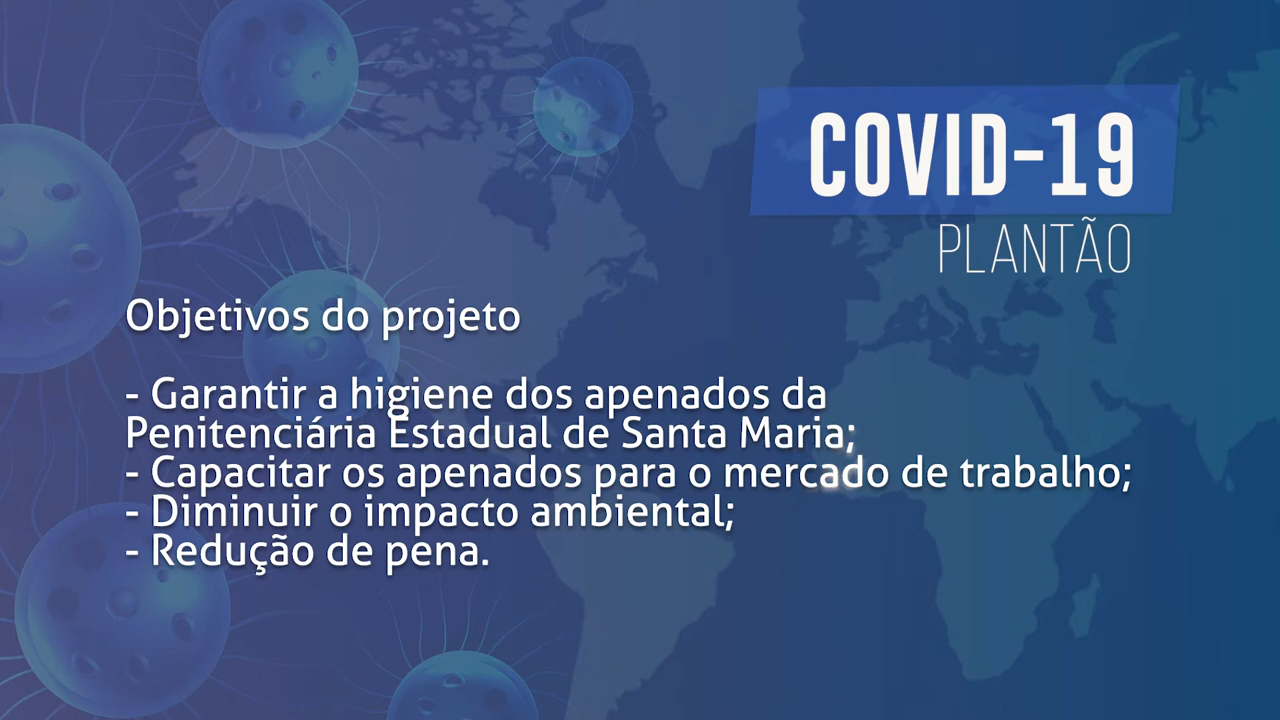 COVID-19
PLANTÃO
Objetivos do projeto
- Garantir a higiene dos apenados da
Penitenciária Estadual de Santa Maria;
- Capacitar os apenados para o mercado de trabalho;
- Diminuir o impacto ambiental;
- Redução de pena.